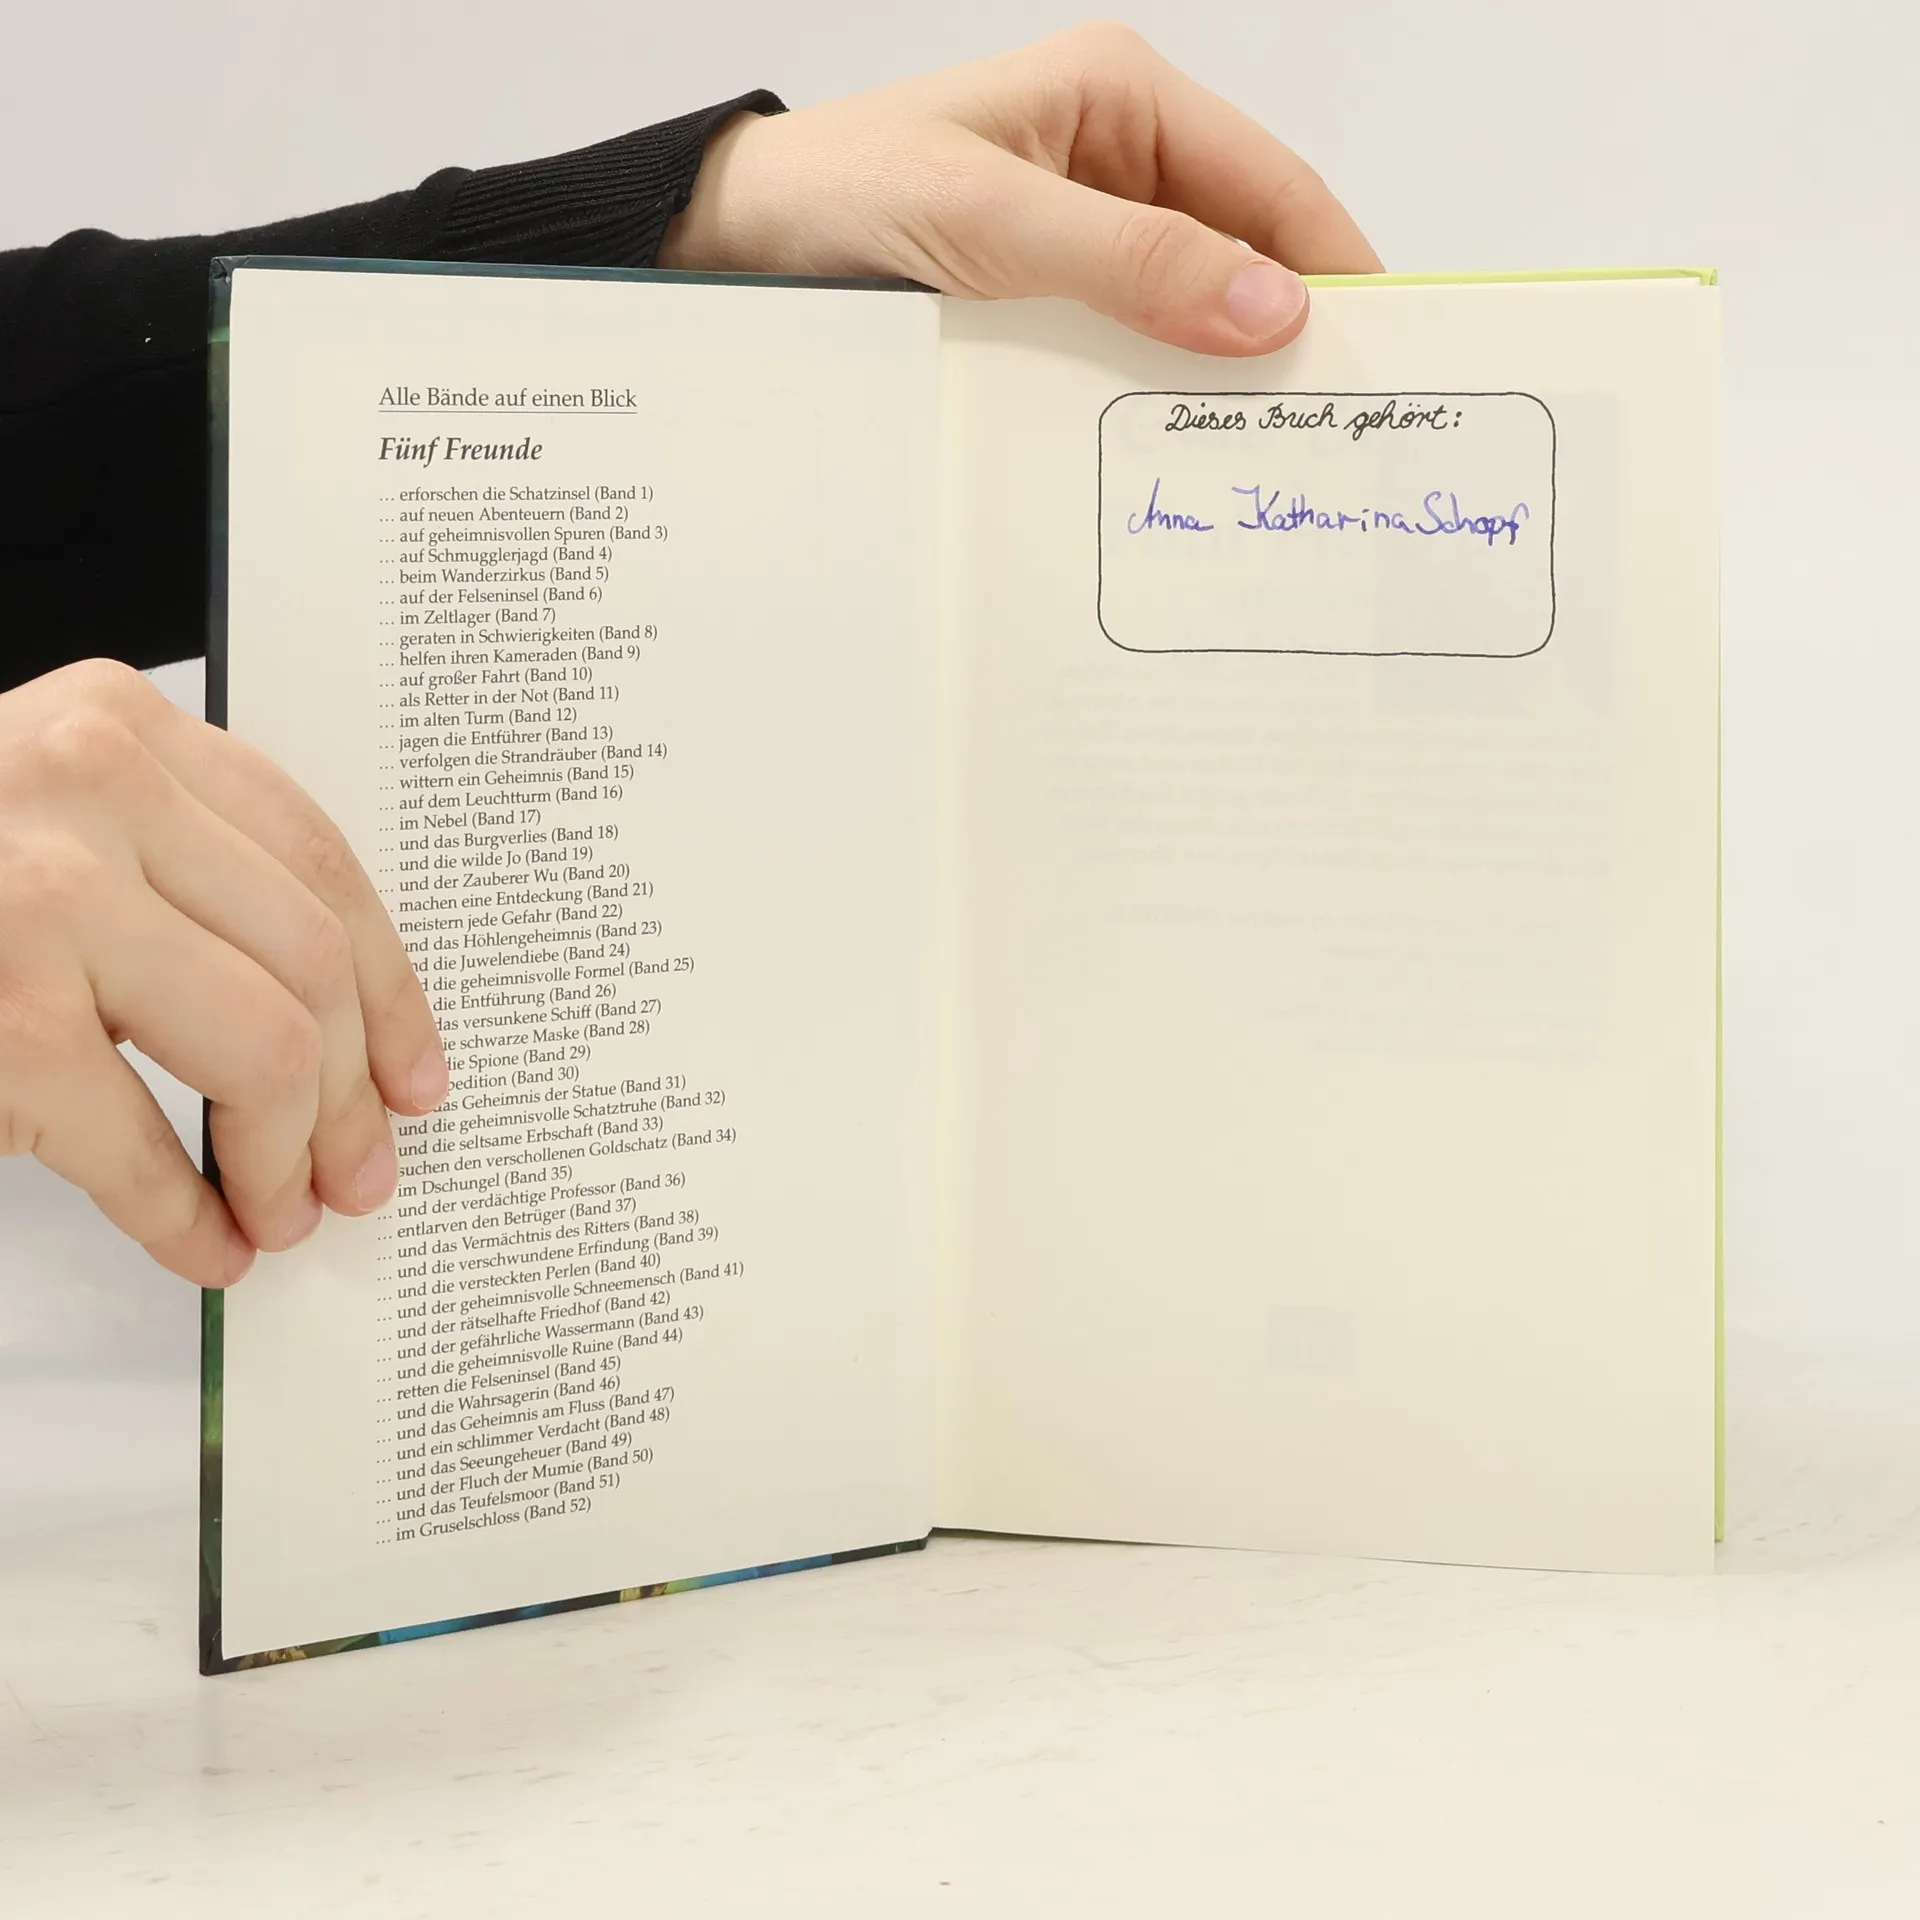 Alle Bände auf einen Blick
Fünf Freunde
… erforschen die Schatzinsel (Band 1)
… auf neuen Abenteuern (Band 2)
… auf geheimnisvollen Spuren (Band 3)
… auf Schmugglerjagd (Band 4)
… beim Wanderzirkus (Band 5)
… auf der Felseninsel (Band 6)
… im Zeltlager (Band 7)
… geraten in Schwierigkeiten (Band 8)
… helfen ihren Kameraden (Band 9)
… auf großer Fahrt (Band 10)
… als Retter in der Not (Band 11)
… im alten Turm (Band 12)
… jagen die Entführer (Band 13)
… verfolgen die Strandräuber (Band 14)
… wittern ein Geheimnis (Band 15)
… auf dem Leuchtturm (Band 16)
… im Nebel (Band 17)
… und das Burgverlies (Band 18)
… und die wilde Jo (Band 19)
… und der Zauberer Wu (Band 20)
machen eine Entdeckung (Band 21)
meistern jede Gefahr (Band 22)
das Höhlengeheimnis (Band 23)
die Juwelendiebe (Band 24)
die geheimnisvolle Formel (Band 25)
die Entführung (Band 26)
das versunkene Schiff (Band 27)
schwarze Maske (Band 28)
die Spione (Band 29)
(Band 30)
das Geheimnis der Statue (Band 31)
und die geheimnisvolle Schatztruhe (Band 32)
und die seltsame Erbschaft (Band 33)
suchen den verschollenen Goldschatz (Band 34)
im Dschungel (Band 35)
… und der verdächtige Professor (Band 36)
… entlarven den Betrüger (Band 37)
… und das Vermächtnis des Ritters (Band 38)
… und die verschwundene Erfindung (Band 39)
… und die versteckten Perlen (Band 40)
… und der geheimnisvolle Schneemensch (Band 41)
… und der rätselhafte Friedhof (Band 42)
… und der gefährliche Wassermann (Band 43)
… und die geheimnisvolle Ruine (Band 44)
… retten die Felseninsel (Band 45)
… und die Wahrsagerin (Band 46)
… und das Geheimnis am Fluss (Band 47)
… und ein schlimmer Verdacht (Band 48)
… und das Seeungeheuer (Band 49)
… und der Fluch der Mumie (Band 50)
… und das Teufelsmoor (Band 51)
… im Gruselschloss (Band 52)
Dieses Buch gehört:
Anna Katharina Schopf